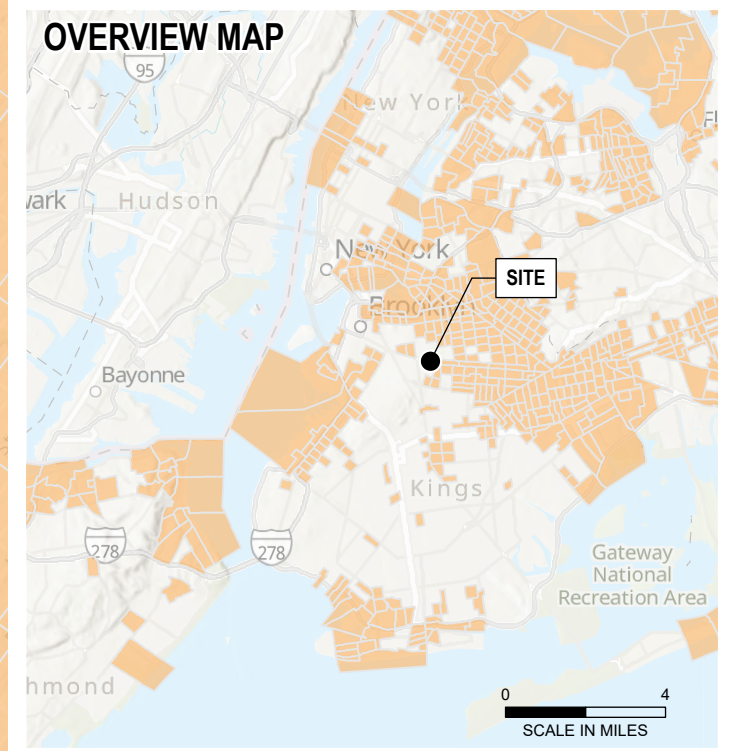 OVERVIEW MAP
95
New York
Fl
wark
Hudson
New York
SITE
Brooklyn
Bayonne
Kings
278
278
Gateway
National
Recreation Area
hmond
0 4
SCALE IN MILES